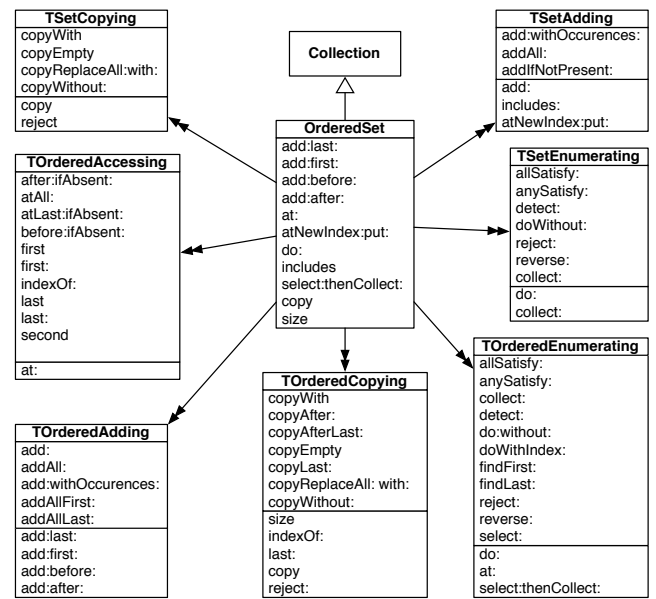 TSetCopying
copyWith
copyEmpty
copyReplaceAll:with:
copyWithout:
copy
reject
Collection
TSetAdding
add:withOccurences:
addAll:
addIfNotPresent:
add:
includes:
atNewIndex:put:
OrderedSet
add:last:
add:first:
add:before:
add:after:
at:
atNewIndex:put:
do:
includes
select:thenCollect:
copy
size
TOrderedAccessing
after:ifAbsent:
atAll:
atLast:ifAbsent:
before:ifAbsent:
first
first:
indexOf:
last
last:
second
at:
TSetEnumerating
allSatisfy:
anySatisfy:
detect:
doWithout:
reject:
reverse:
collect:
do:
collect:
TOrderedAdding
add:
addAll:
add:withOccurences:
addAllFirst:
addAllLast:
add:last:
add:first:
add:before:
add:after:
TOrderedCopying
copyWith
copyAfter:
copyAfterLast:
copyEmpty
copyLast:
copyReplaceAll: with:
copyWithout:
size
indexOf:
last:
copy
reject:
TOrderedEnumerating
allSatisfy:
anySatisfy:
collect:
detect:
do:without:
doWithIndex:
findFirst:
findLast:
reject:
reverse:
select:
do:
at:
select:thenCollect: